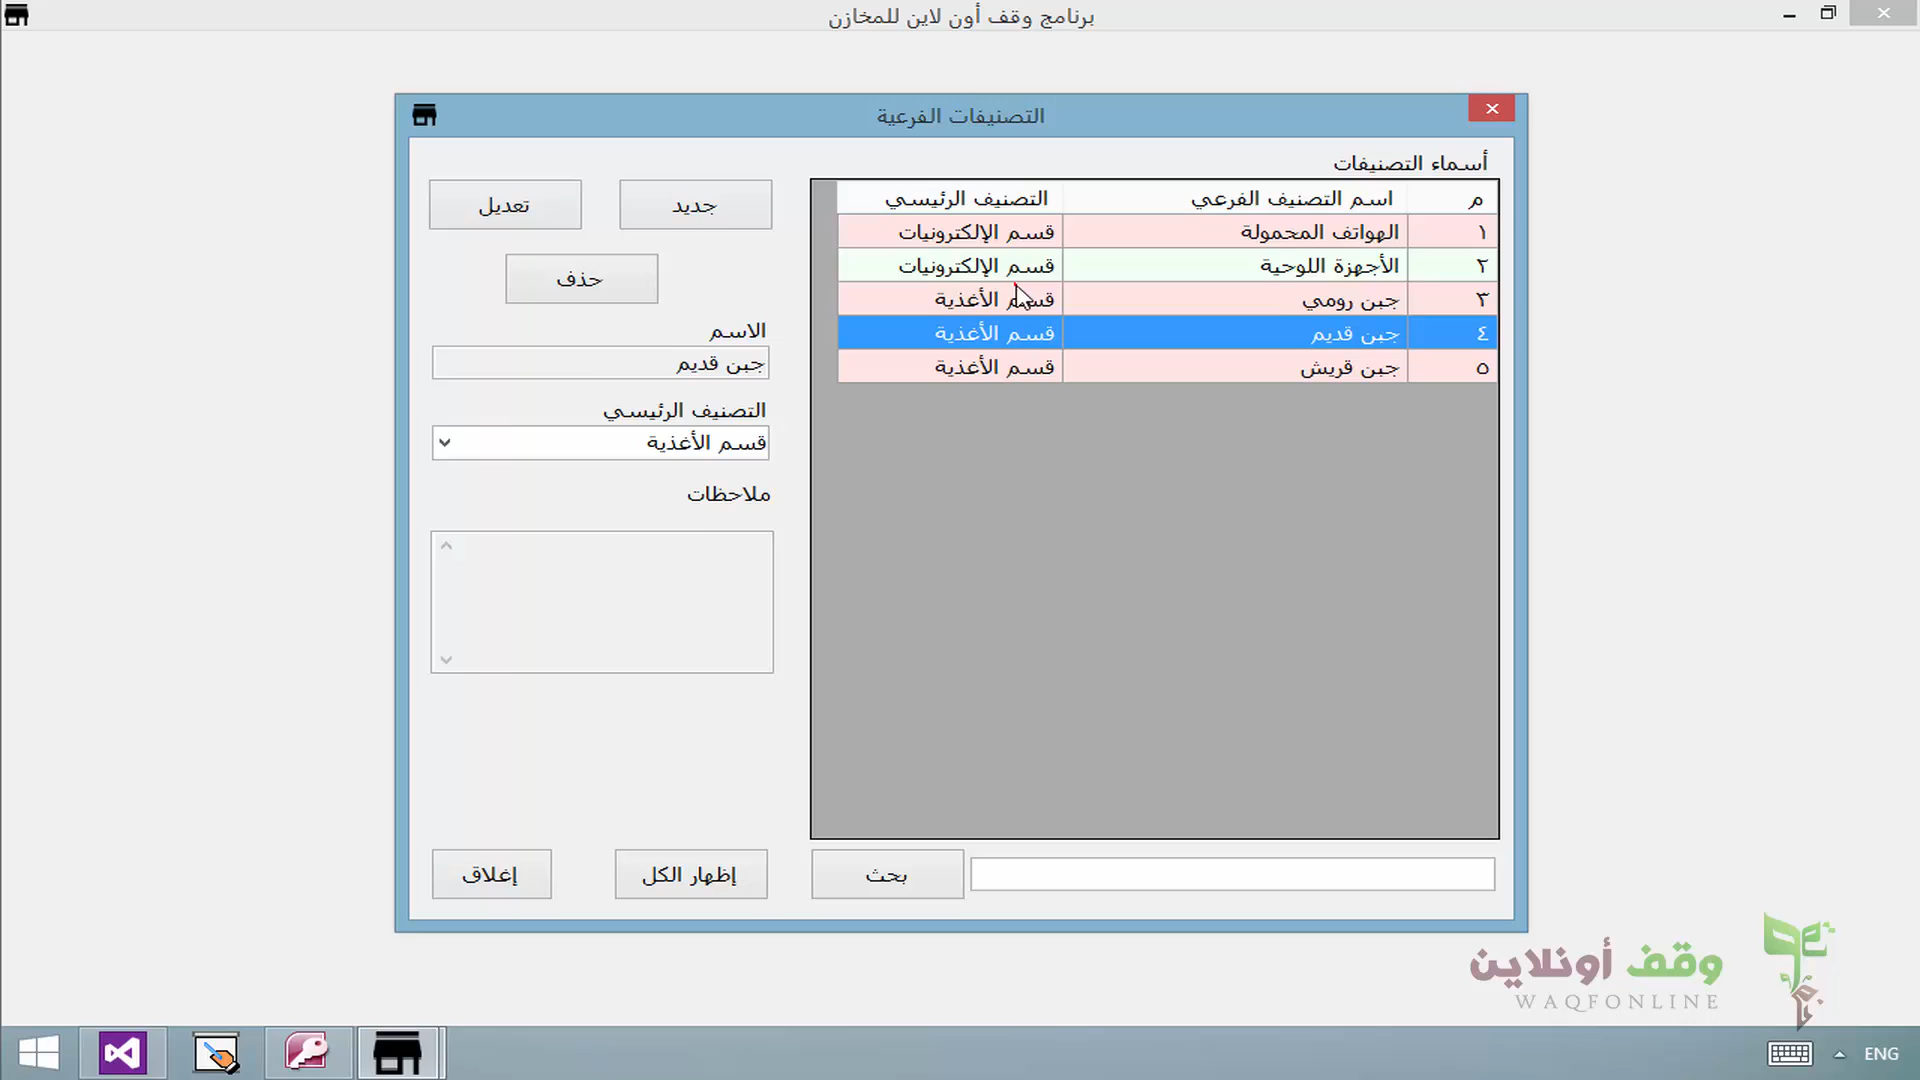 برنامج وقف أون لاين للمخازن
التصنيفات الفرعية
أسماء التصنيفات
م اسم التصنيف الفرعي التصنيف الرئيسي
١ الهواتف المحمولة قسم الإلكترونيات
٢ الأجهزة اللوحية قسم الإلكترونيات
٣ جبن رومي قسم الأغذية
٤ جبن قديم قسم الأغذية
٥ جبن قريش قسم الأغذية
جديد تعديل
حذف
الاسم
جبن قديم
التصنيف الرئيسي
قسم الأغذية
ملاحظات
بحث إظهار الكل إغلاق
وقف أونلاين
WAQFONLINE
ENG